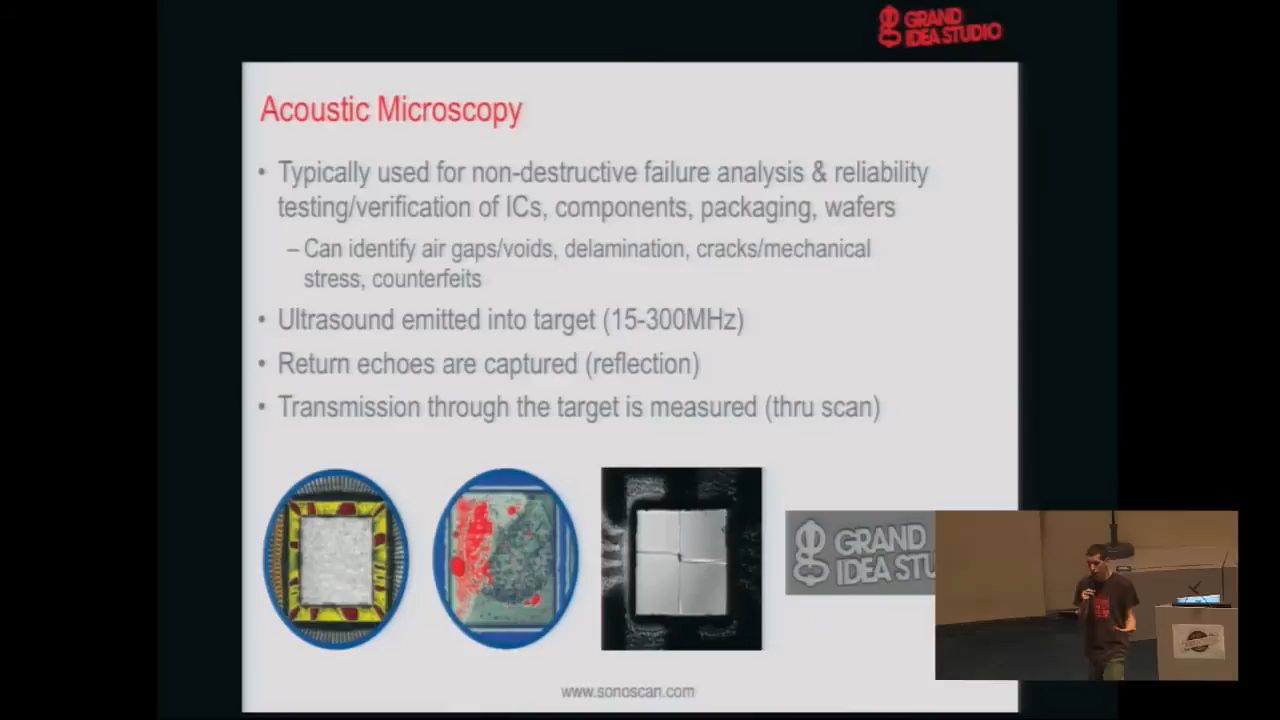 GRAND
IDEA STUDIO
Acoustic Microscopy
• Typically used for non-destructive failure analysis & reliability
testing/verification of ICs, components, packaging, wafers
– Can identify air gaps/voids, delamination, cracks/mechanical
stress, counterfeits
• Ultrasound emitted into target (15-300MHz)
• Return echoes are captured (reflection)
• Transmission through the target is measured (thru scan)
GRAND
IDEA STU
www.sonoscan.com